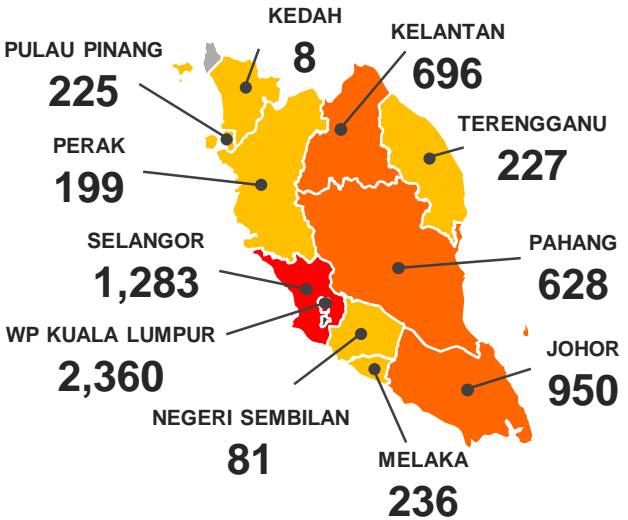 KEDAH
8
KELANTAN
696
PULAU PINANG
225
TERENGGANU
227
PERAK
199
SELANGOR
1,283
PAHANG
628
WP KUALA LUMPUR
2,360
JOHOR
950
NEGERI SEMBILAN
81
MELAKA
236